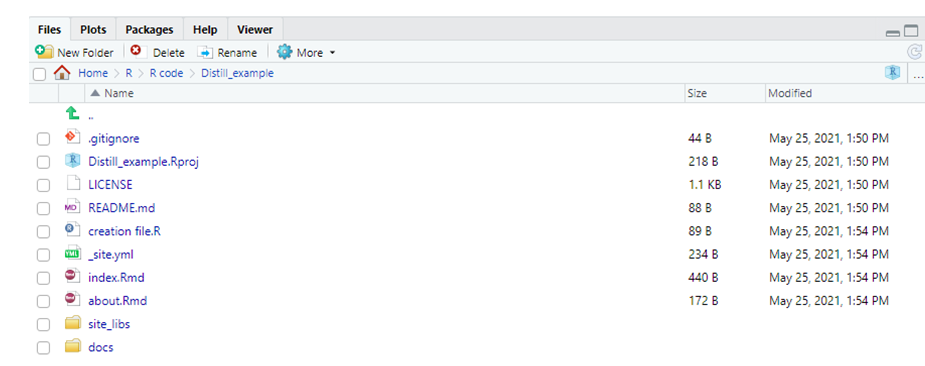 Files Plots Packages Help Viewer
New Folder Delete Rename More
Home > R > R code > Distill_example R ...
Name Size Modified
..
.gitignore 44 B May 25, 2021, 1:50 PM
R Distill_example.Rproj 218 B May 25, 2021, 1:50 PM
LICENSE 1.1 KB May 25, 2021, 1:50 PM
MD README.md 88 B May 25, 2021, 1:50 PM
R creation file.R 89 B May 25, 2021, 1:54 PM
YML _site.yml 234 B May 25, 2021, 1:54 PM
Rmd index.Rmd 440 B May 25, 2021, 1:54 PM
Rmd about.Rmd 172 B May 25, 2021, 1:54 PM
site_libs
docs